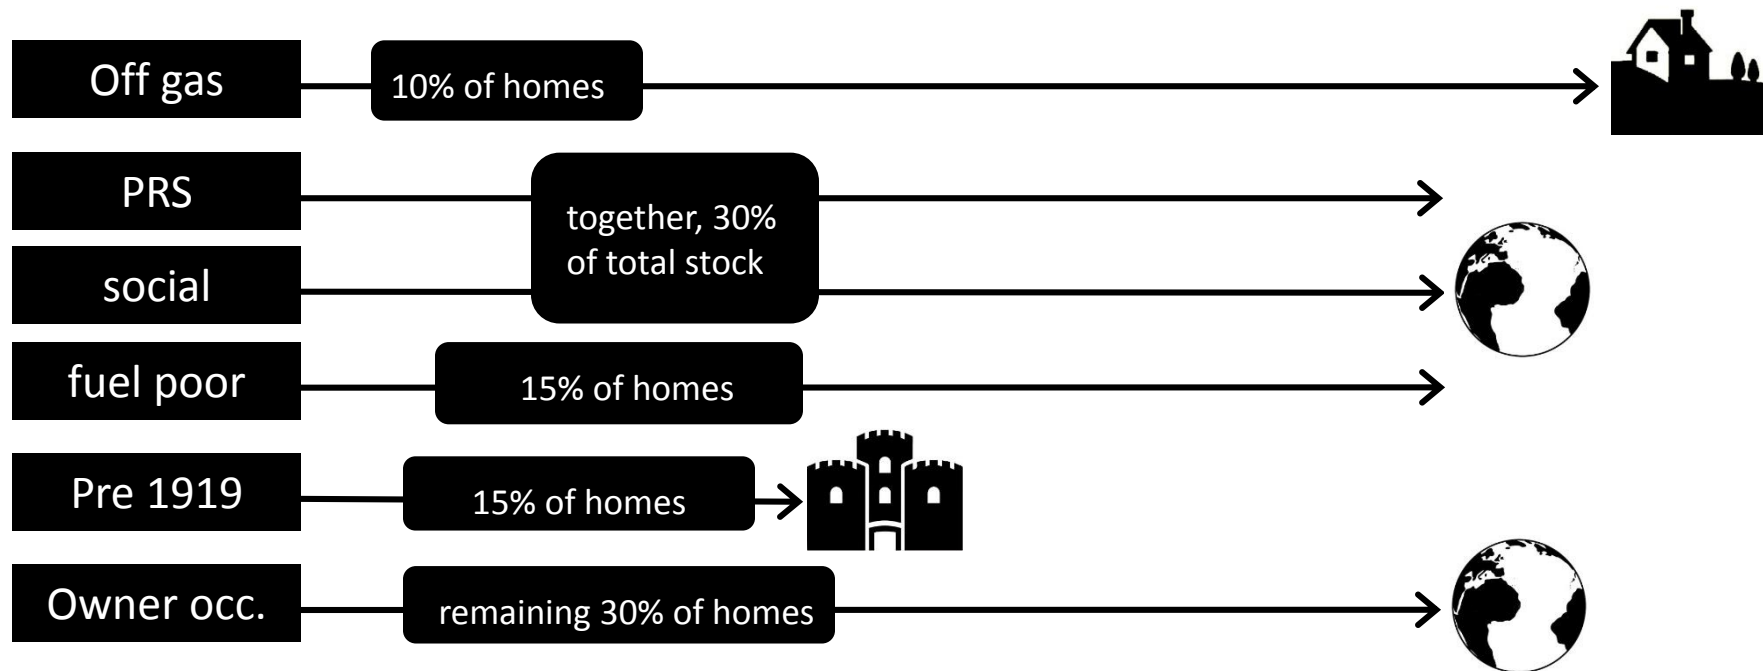 Off gas
10% of homes
PRS
together, 30%
of total stock
social
fuel poor
15% of homes
Pre 1919
15% of homes
Owner occ.
remaining 30% of homes